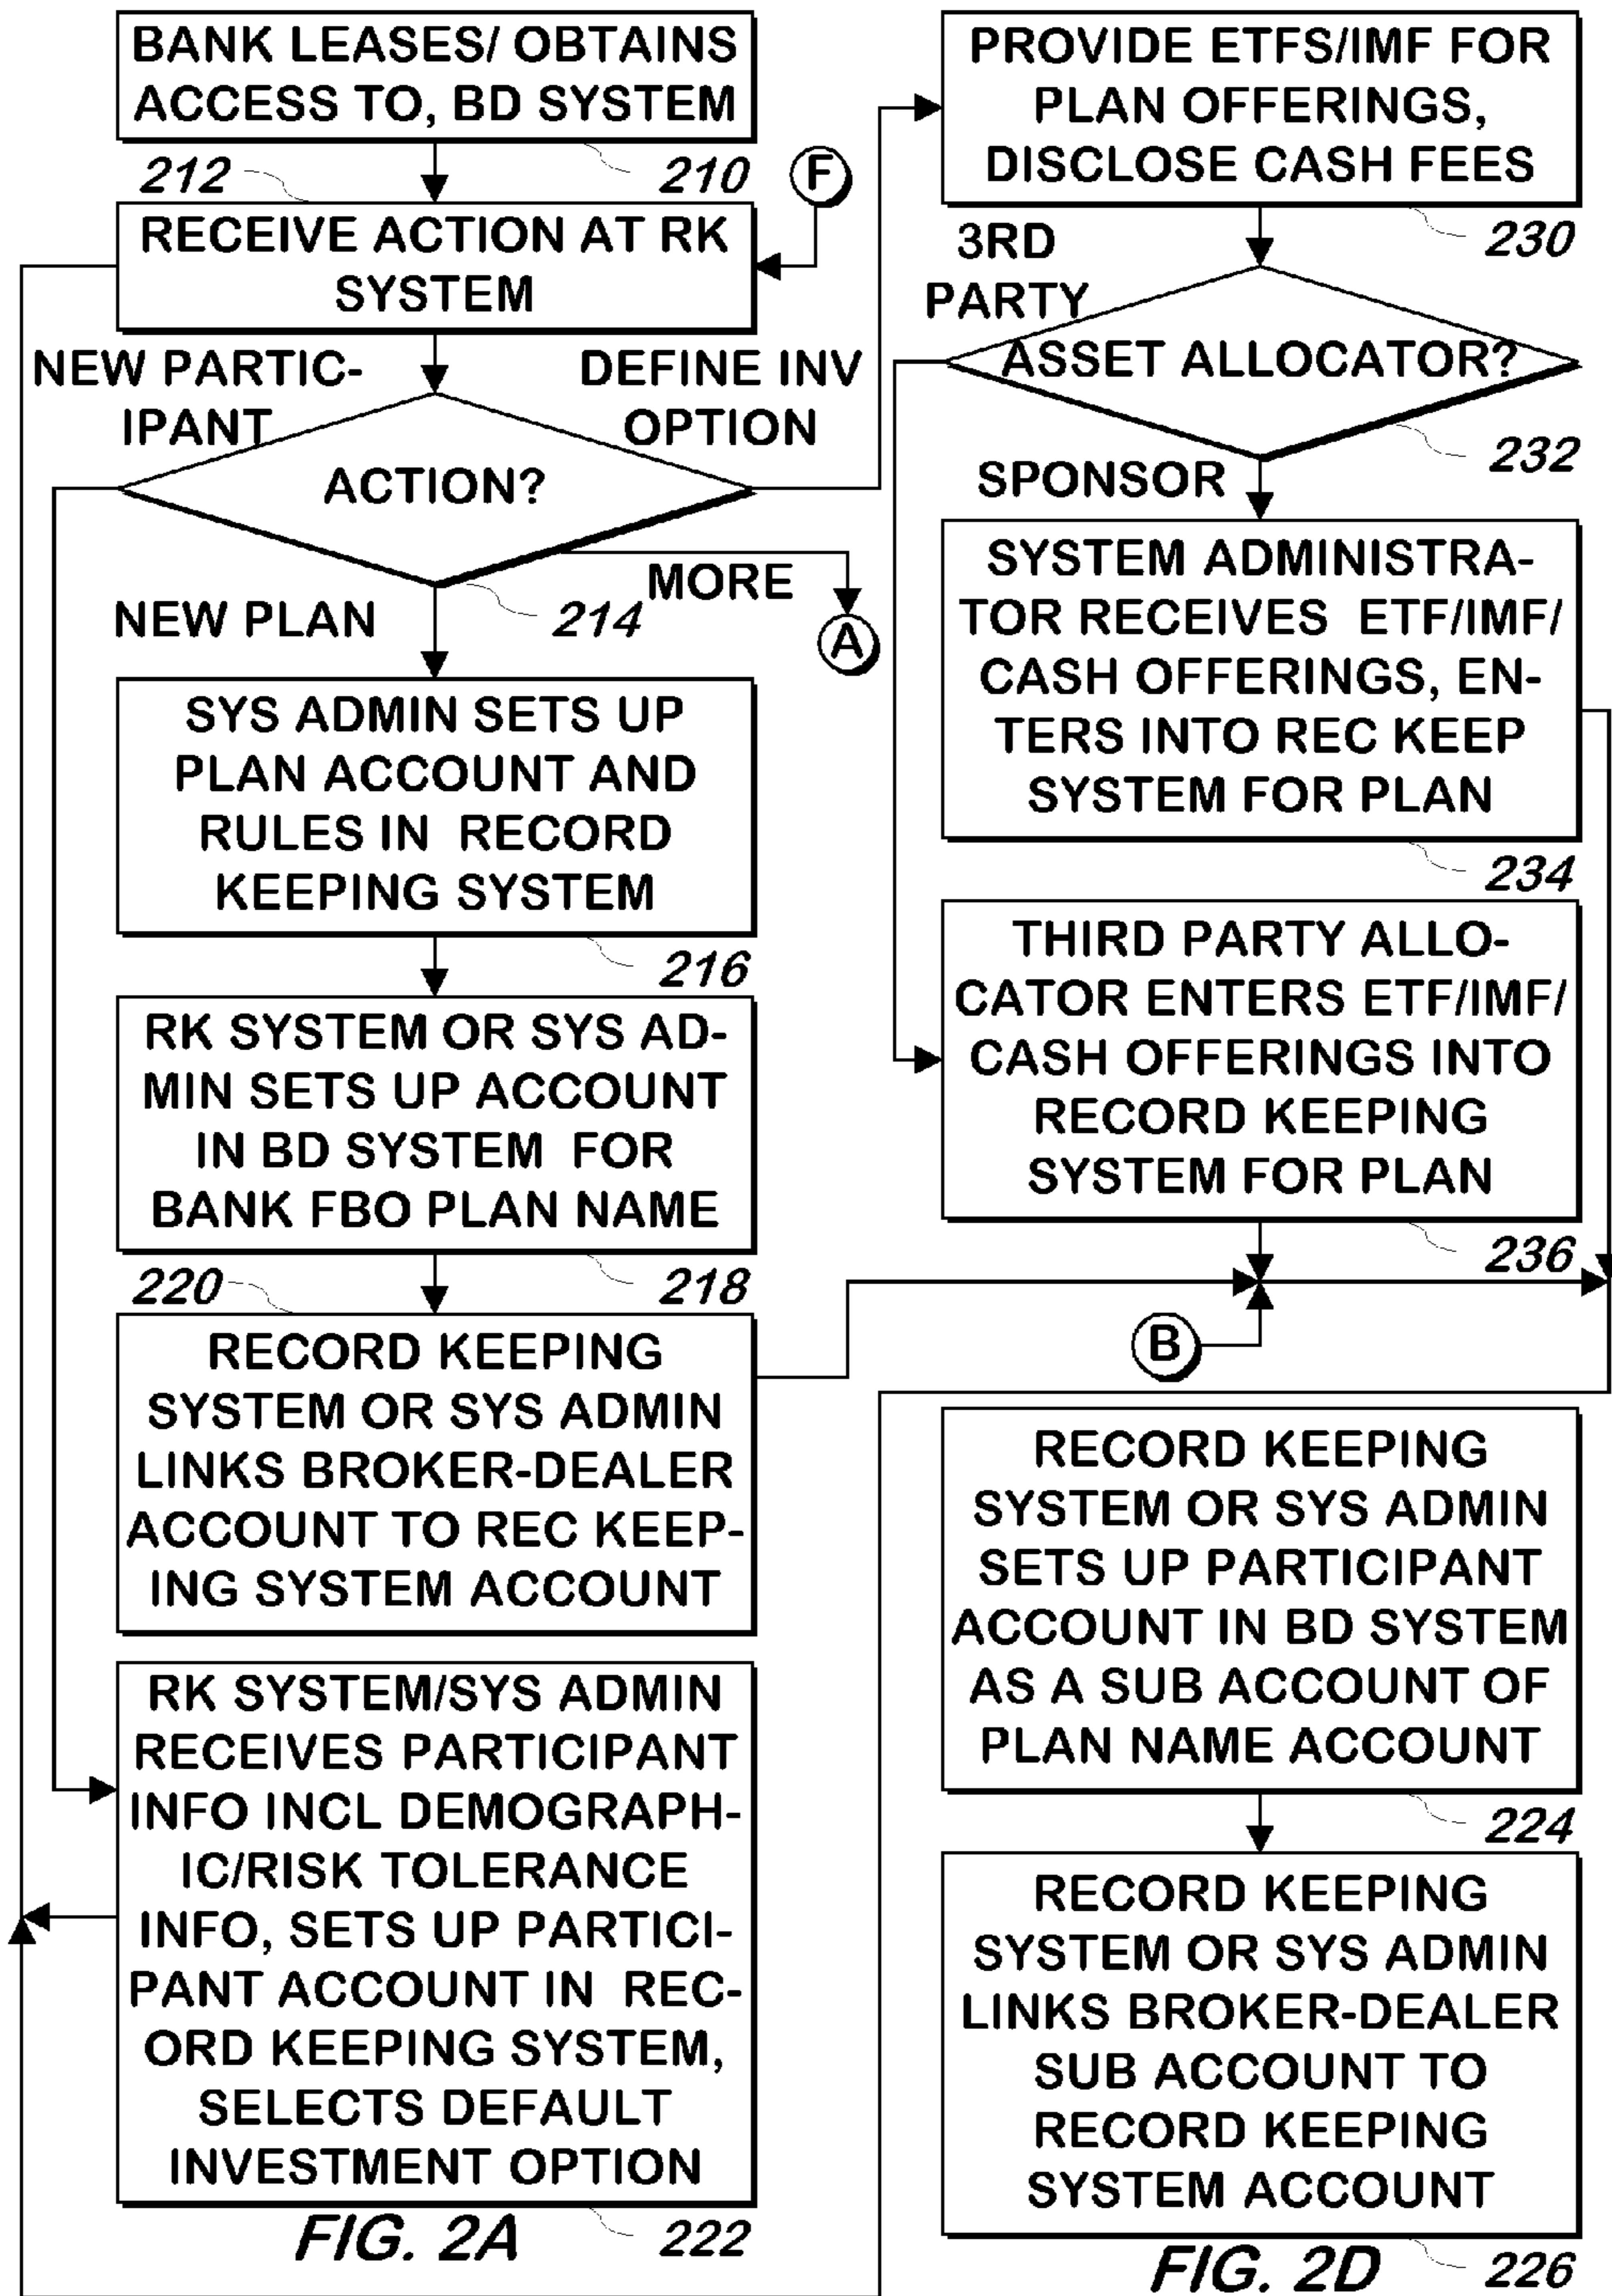 BANK LEASES/ OBTAINS
ACCESS TO, BD SYSTEM
210
212
F
RECEIVE ACTION AT RK
SYSTEM
NEW PARTIC-
IPANT
DEFINE INV
OPTION
ACTION?
MORE
A
NEW PLAN
214
SYS ADMIN SETS UP
PLAN ACCOUNT AND
RULES IN RECORD
KEEPING SYSTEM
216
RK SYSTEM OR SYS AD-
MIN SETS UP ACCOUNT
IN BD SYSTEM FOR
BANK FBO PLAN NAME
218
220
RECORD KEEPING
SYSTEM OR SYS ADMIN
LINKS BROKER-DEALER
ACCOUNT TO REC KEEP-
ING SYSTEM ACCOUNT
RK SYSTEM/SYS ADMIN
RECEIVES PARTICIPANT
INFO INCL DEMOGRAPH-
IC/RISK TOLERANCE
INFO, SETS UP PARTICI-
PANT ACCOUNT IN REC-
ORD KEEPING SYSTEM,
SELECTS DEFAULT
INVESTMENT OPTION
222
FIG. 2A
PROVIDE ETFS/IMF FOR
PLAN OFFERINGS,
DISCLOSE CASH FEES
230
3RD
PARTY
ASSET ALLOCATOR?
232
SPONSOR
SYSTEM ADMINISTRA-
TOR RECEIVES ETF/IMF/
CASH OFFERINGS, EN-
TERS INTO REC KEEP
SYSTEM FOR PLAN
234
THIRD PARTY ALLO-
CATOR ENTERS ETF/IMF/
CASH OFFERINGS INTO
RECORD KEEPING
SYSTEM FOR PLAN
236
B
RECORD KEEPING
SYSTEM OR SYS ADMIN
SETS UP PARTICIPANT
ACCOUNT IN BD SYSTEM
AS A SUB ACCOUNT OF
PLAN NAME ACCOUNT
224
RECORD KEEPING
SYSTEM OR SYS ADMIN
LINKS BROKER-DEALER
SUB ACCOUNT TO
RECORD KEEPING
SYSTEM ACCOUNT
226
FIG. 2D